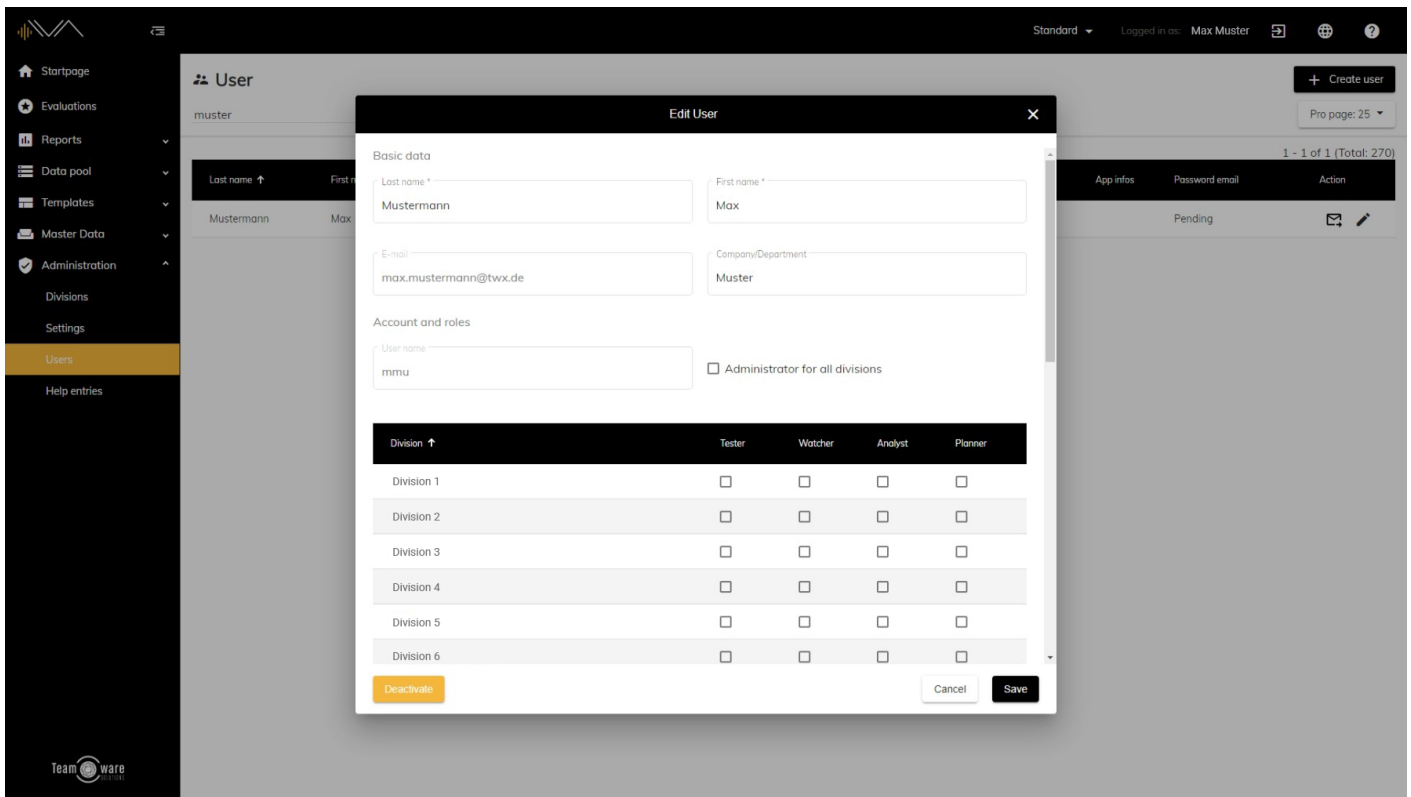 Standard Logged in as: Max Muster
Startpage
Evaluations
Reports
Data pool
Templates
Master Data
Administration
Divisions
Settings
Users
Help entries
Team ware
SOLUTIONS
User
+ Create user
muster
Pro page: 25
1 - 1 of 1 (Total: 270)
Last name First n App infos Password email Action
Mustermann Max Pending
Edit User
Basic data
Last name * First name *
Mustermann Max
E-mail Company/Department
max.mustermann@twx.de Muster
Account and roles
User name
mmu Administrator for all divisions
Division Tester Watcher Analyst Planner
Division 1
Division 2
Division 3
Division 4
Division 5
Division 6
Deactivate Cancel Save